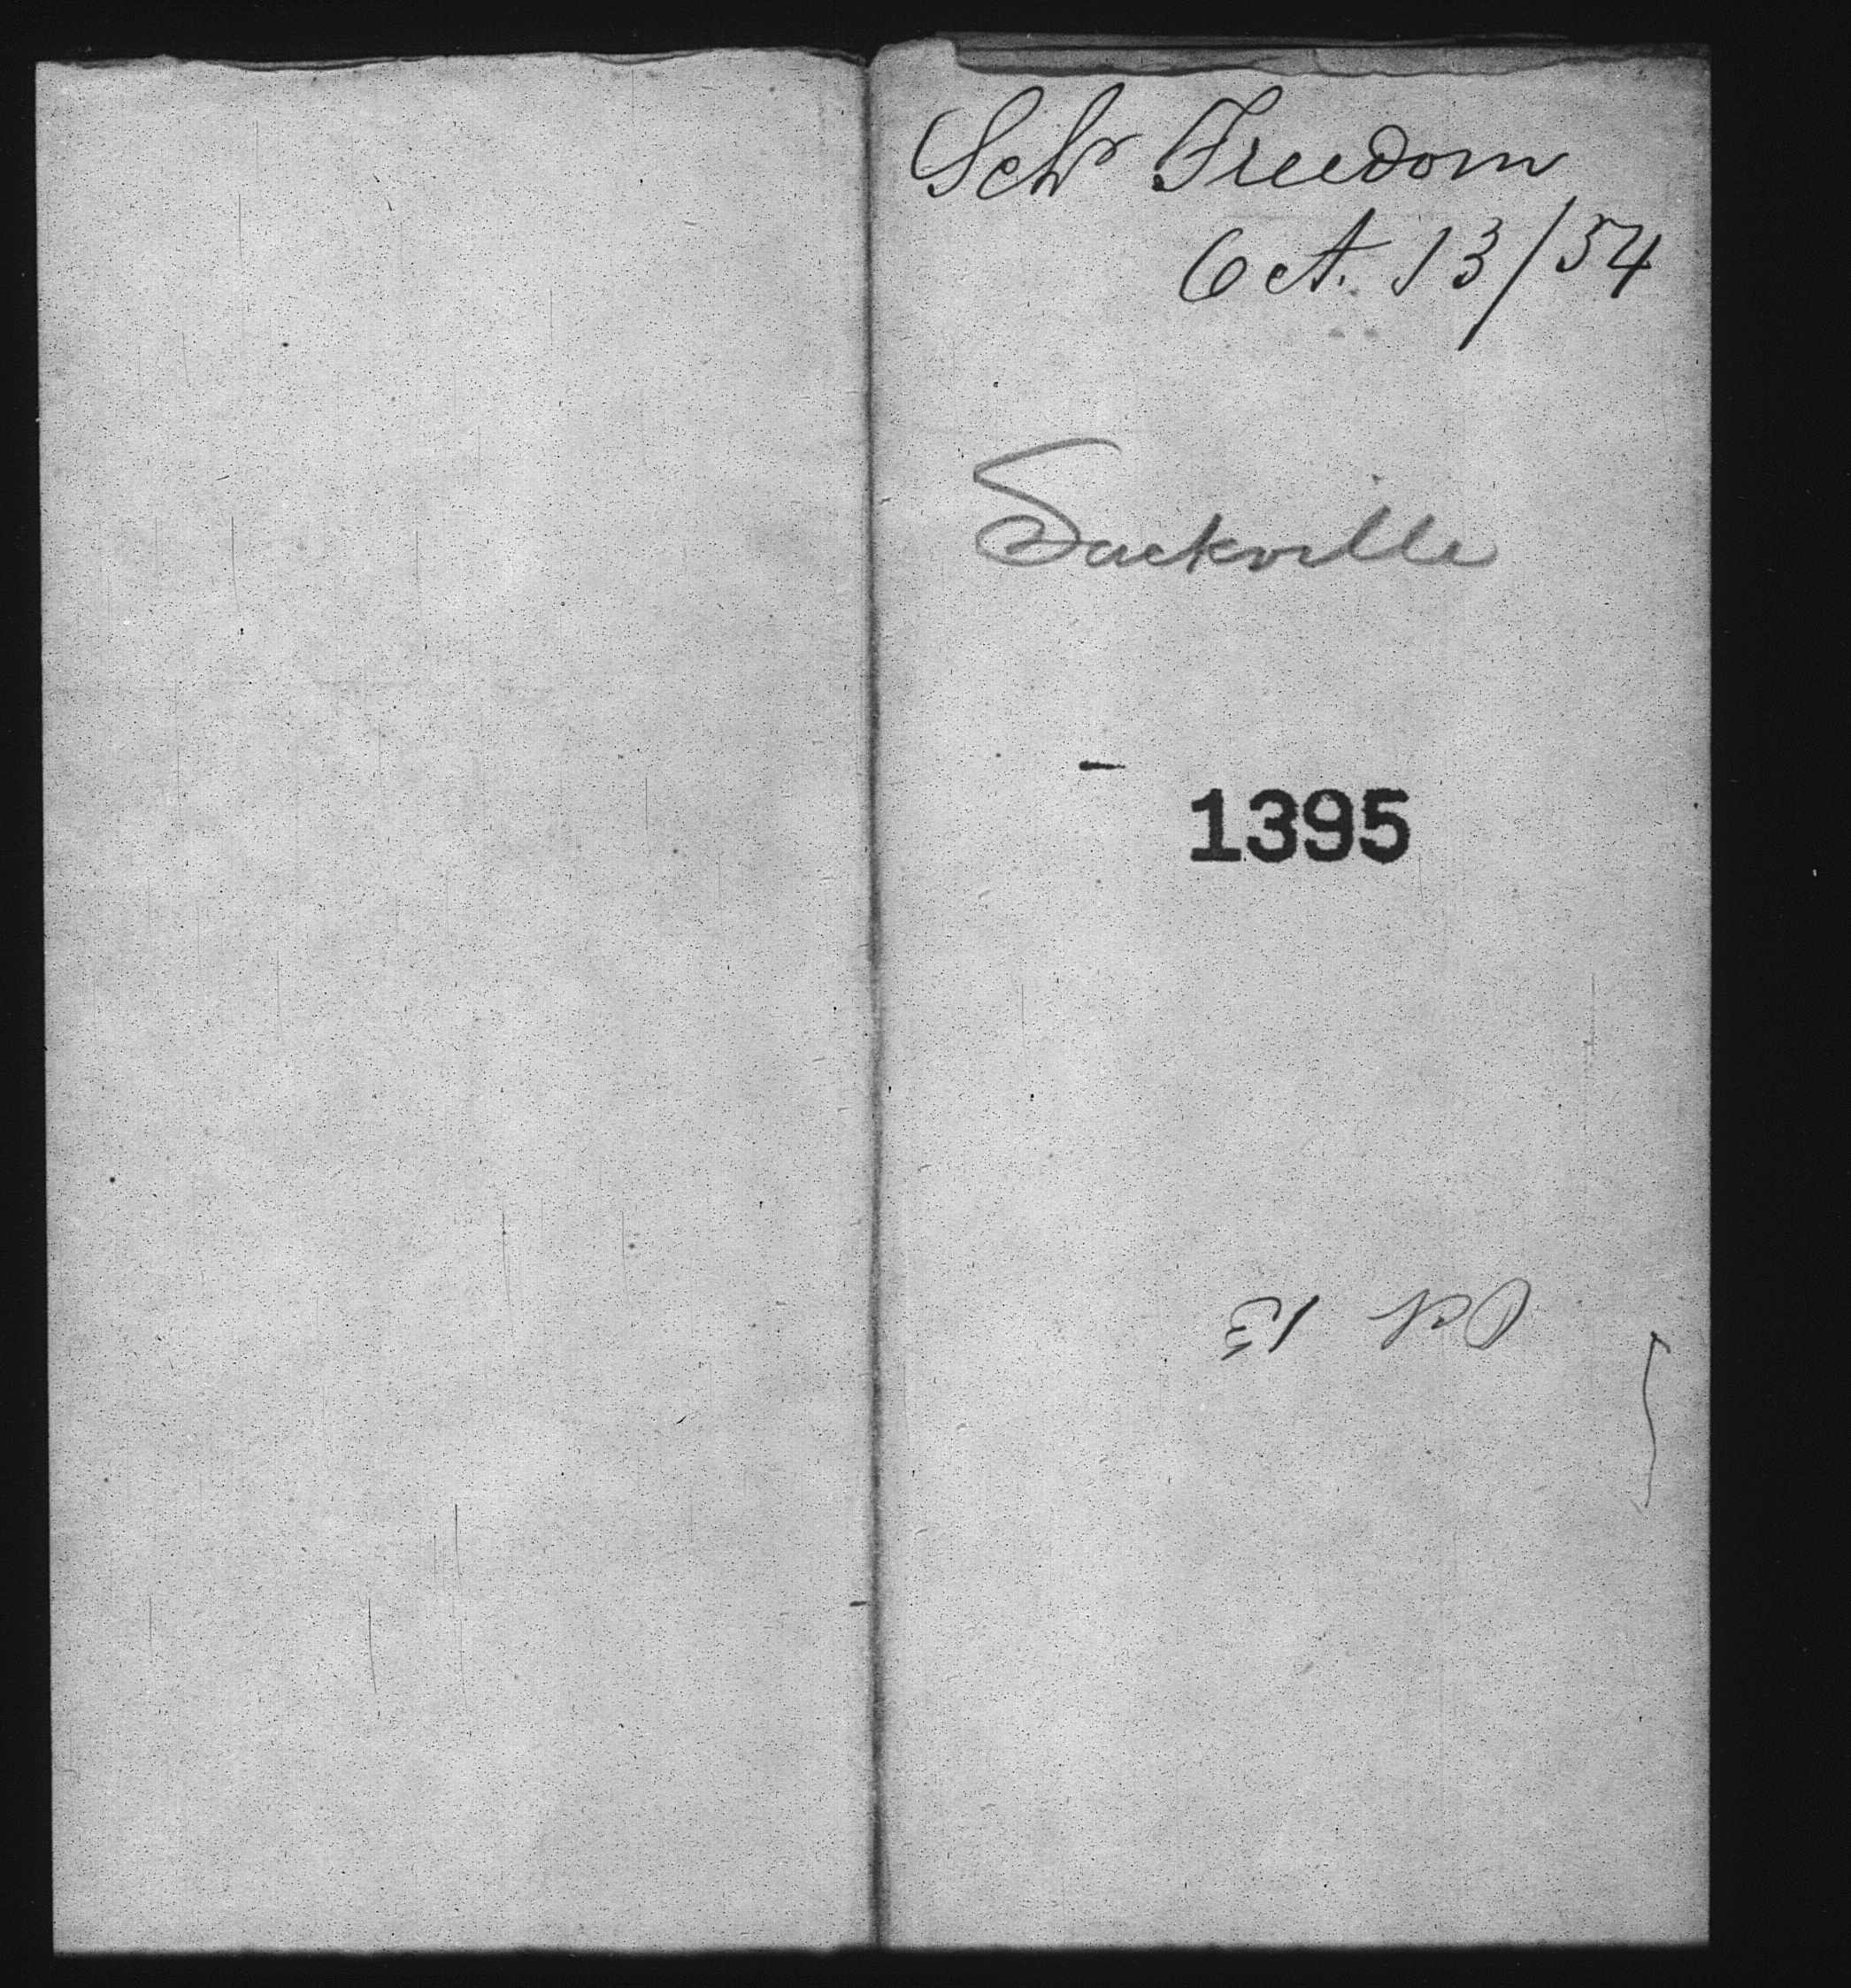 Schr Freedom
Oct. 13/54
Sackville
1395
Oct 13